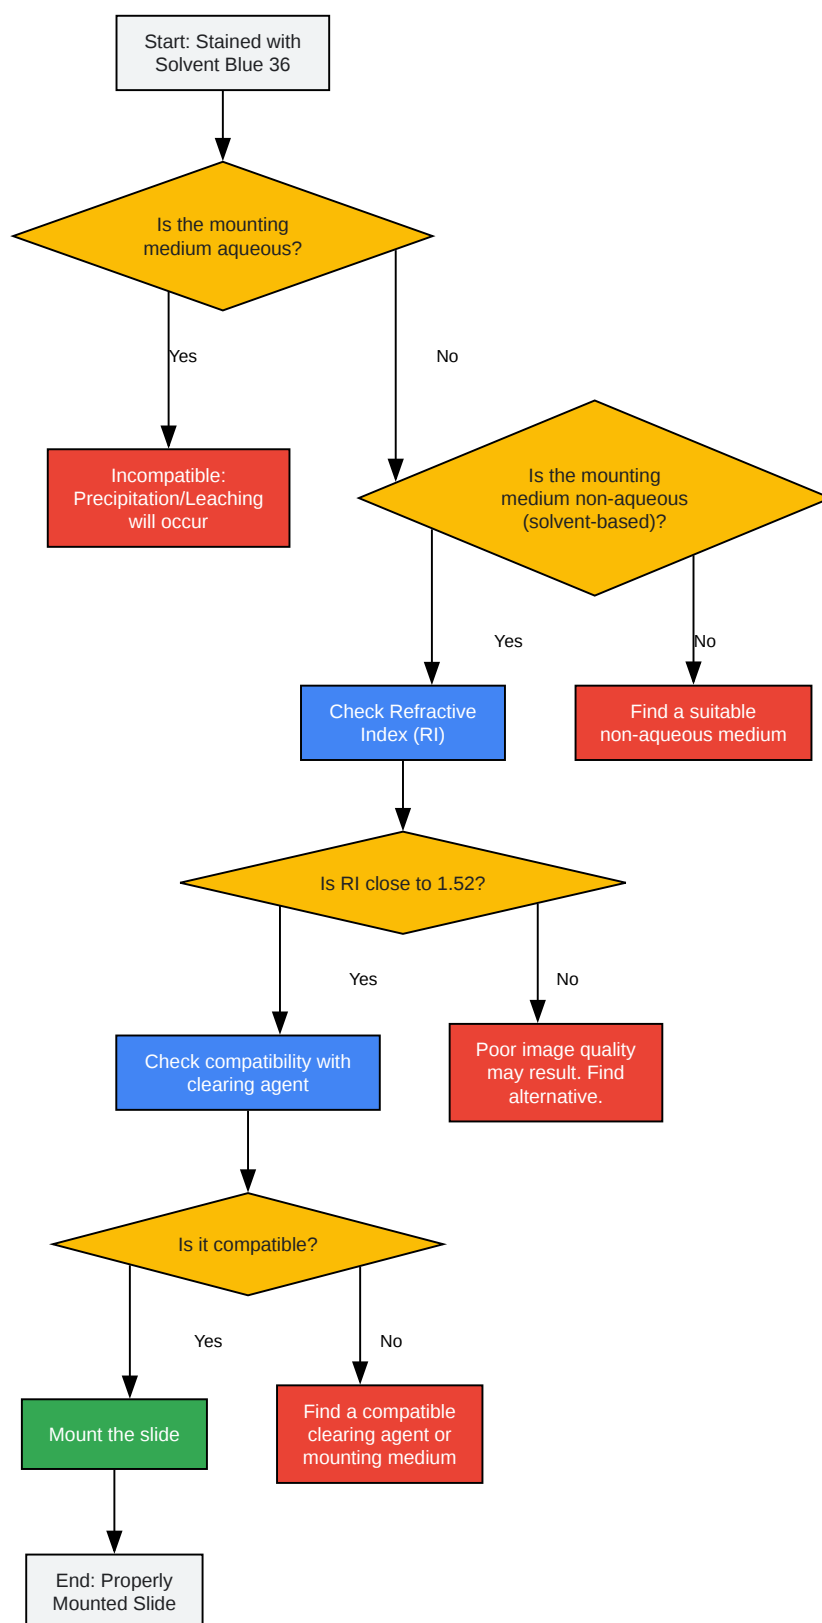 Start: Stained with
Solvent Blue 36
Is the mounting
medium aqueous?
Yes
No
Incompatible:
Precipitation/Leaching
will occur
Is the mounting
medium non-aqueous
(solvent-based)?
Yes
No
Check Refractive
Index (RI)
Find a suitable
non-aqueous medium
Is RI close to 1.52?
Yes
No
Check compatibility with
clearing agent
Poor image quality
may result. Find
alternative.
Is it compatible?
Yes
No
Mount the slide
Find a compatible
clearing agent or
mounting medium
End: Properly
Mounted Slide